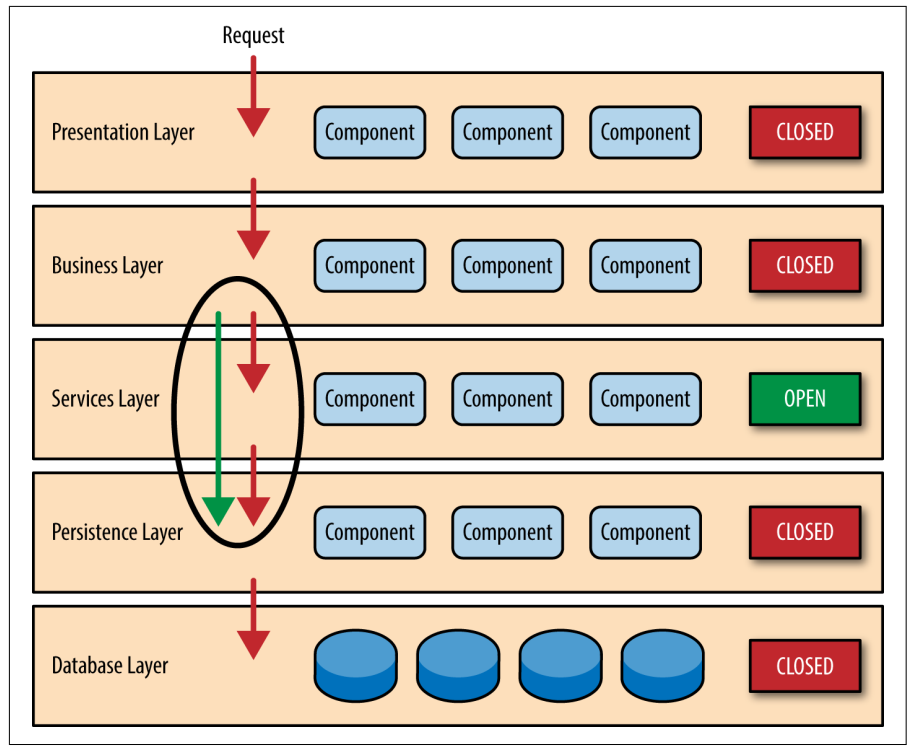 Request
Presentation Layer Component Component Component CLOSED
Business Layer Component Component Component CLOSED
Services Layer Component Component Component OPEN
Persistence Layer Component Component Component CLOSED
Database Layer CLOSED